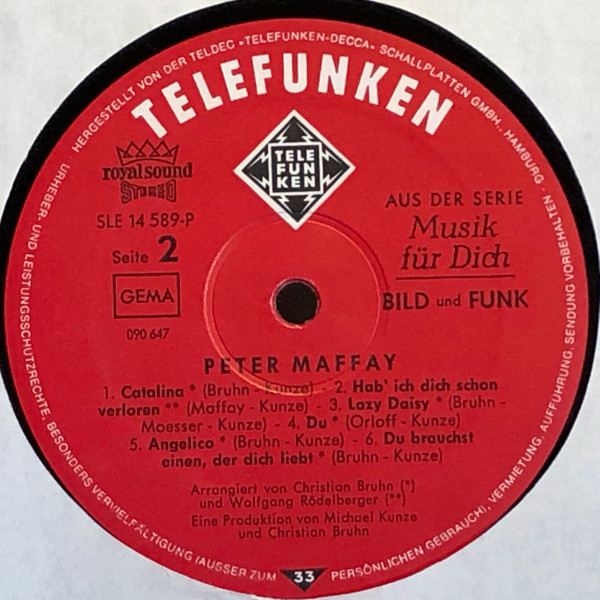 HERGESTELLT VON DER TELDEC »TELEFUNKEN-DECCA« SCHALLPLATTEN GMBH., HAMBURG ·
URHEBER- UND LEISTUNGSSCHUTZRECHTE, BESONDERS VERVIELFÄLTIGUNG (AUSSER ZUM PERSÖNLICHEN GEBRAUCH), VERMIETUNG, AUFFÜHRUNG, SENDUNG VORBEHALTEN ·
TELEFUNKEN
TELE
FUN
KEN
royalsound
STEREO
SLE 14 589-P
Seite 2
GEMA
090 647
AUS DER SERIE
Musik
für Dich
BILD und FUNK
PETER MAFFAY
1. Catalina * (Bruhn - Kunze) - 2. Hab' ich dich schon
verloren ** (Maffay - Kunze) - 3. Lazy Daisy * (Bruhn -
Moesser - Kunze) - 4. Du * (Orloff - Kunze)
5. Angelico * (Bruhn - Kunze) - 6. Du brauchst
einen, der dich liebt * (Bruhn - Kunze)
Arrangiert von Christian Bruhn (*)
und Wolfgang Rödelberger (**)
Eine Produktion von Michael Kunze
und Christian Bruhn
33